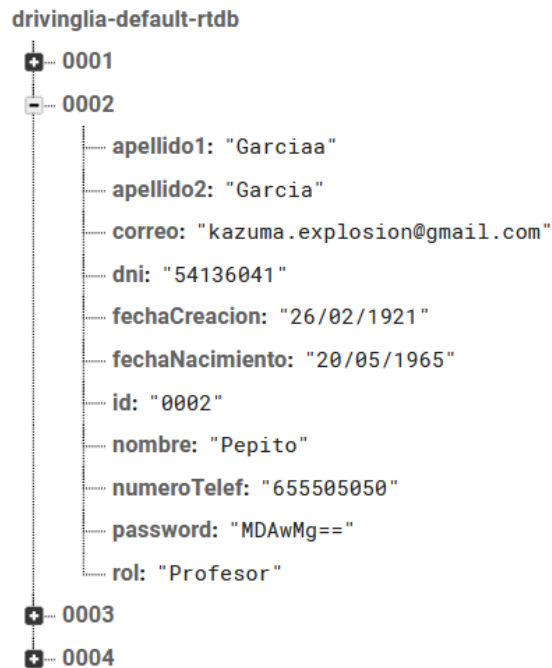 drivinglia-default-rtdb
0001
0002
apellido1: "Garciaa"
apellido2: "Garcia"
correo: "kazuma.explosion@gmail.com"
dni: "54136041"
fechaCreacion: "26/02/1921"
fechaNacimiento: "20/05/1965"
id: "0002"
nombre: "Pepito"
numeroTelef: "655505050"
password: "MDAwMg=="
rol: "Profesor"
0003
0004